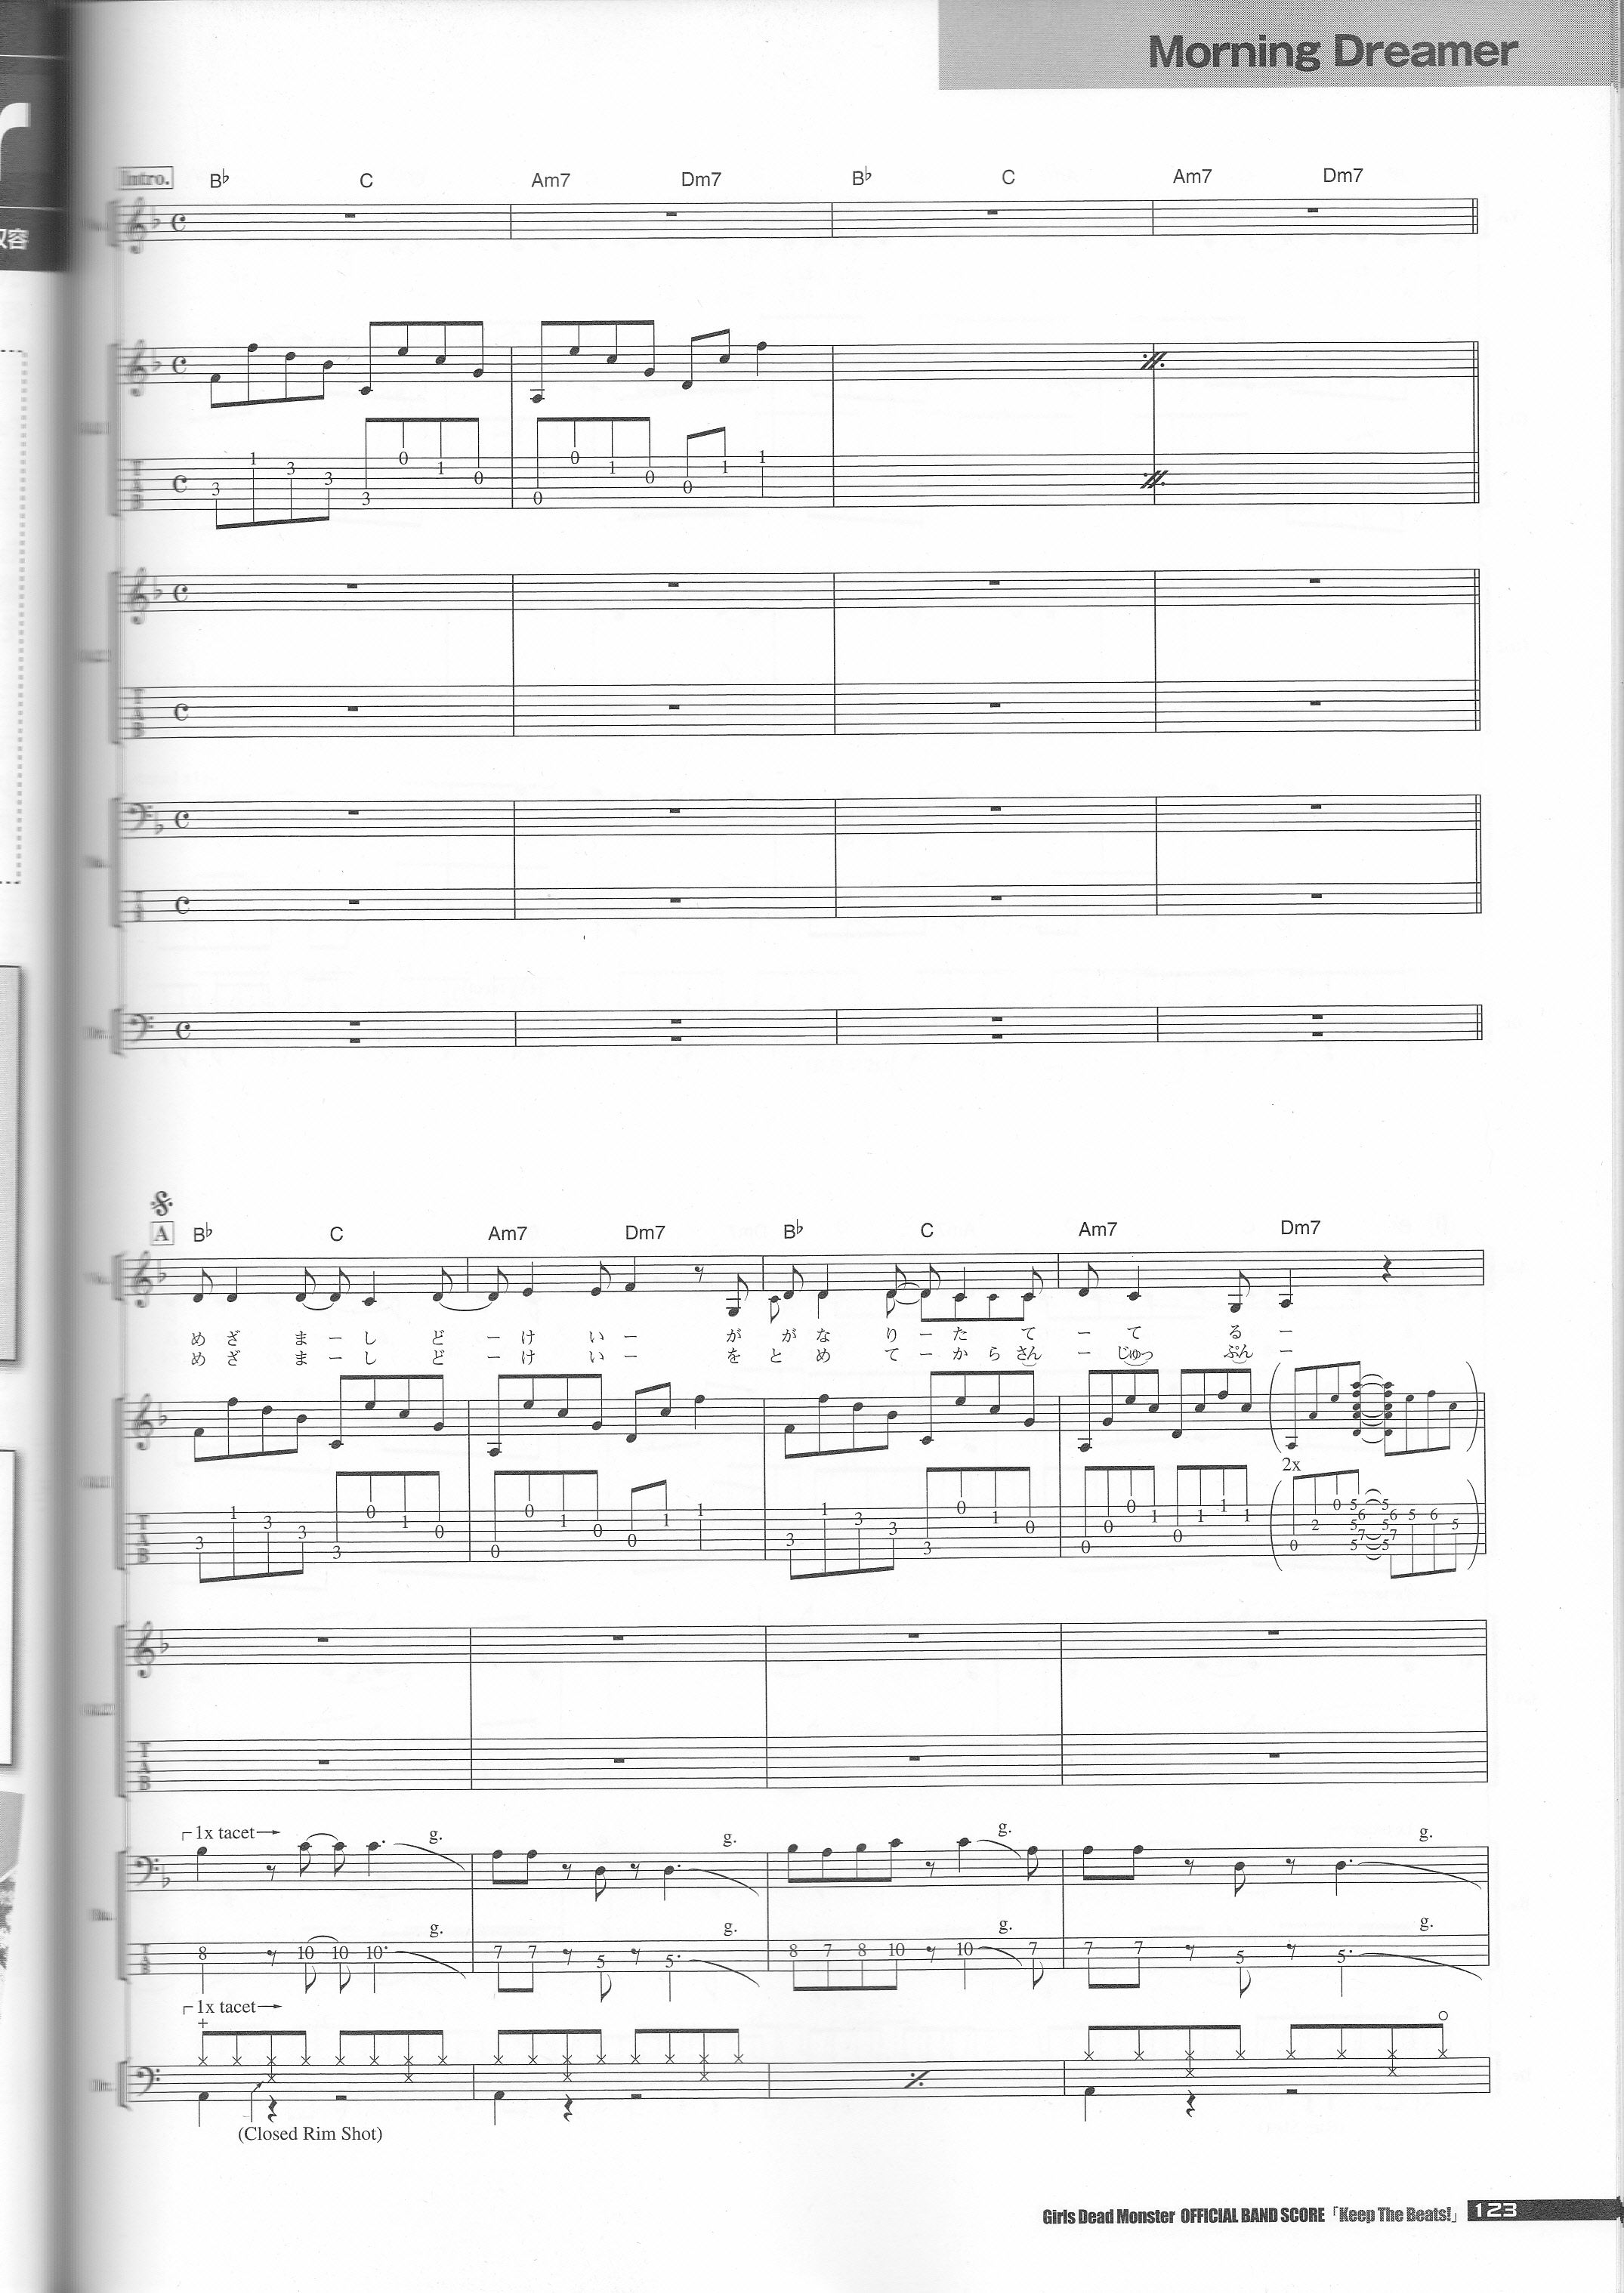 Morning Dreamer
収容
Intro.
B♭ C Am7 Dm7 B♭ C Am7 Dm7
3 1 3 3 3 0 1 0 0 0 1 0 0 1 1
T A B
A
B♭ C Am7 Dm7 B♭ C Am7 Dm7
め ざ ま ー し ど ー け い ー が が な り ー た て ー て る ー
め ざ ま ー し ど ー け い ー を と め て ー か ら さん ー じゅっ ぷん ー
2x
3 1 3 3 3 0 1 0 0 0 1 0 0 1 1 3 1 3 3 3 0 1 0 0 0 0 1 0 1 1 1 0 2 0 5 6 5 7 5 5 6 5 7 5 5 6 5
T A B
T A B
1x tacet g. g. g. g.
g. g. g. g.
8 10 10 10 7 7 5 5 8 7 8 10 10 7 7 7 5 5
1x tacet
(Closed Rim Shot)
Girls Dead Monster OFFICIAL BAND SCORE「Keep The Beats!」 123